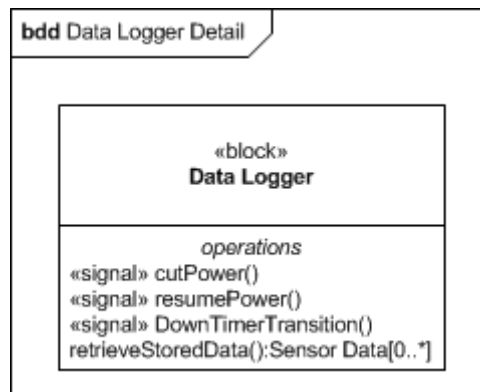 bdd Data Logger Detail
«block»
Data Logger
operations
«signal» cutPower()
«signal» resumePower()
«signal» DownTimerTransition()
retrieveStoredData():Sensor Data[0..*]